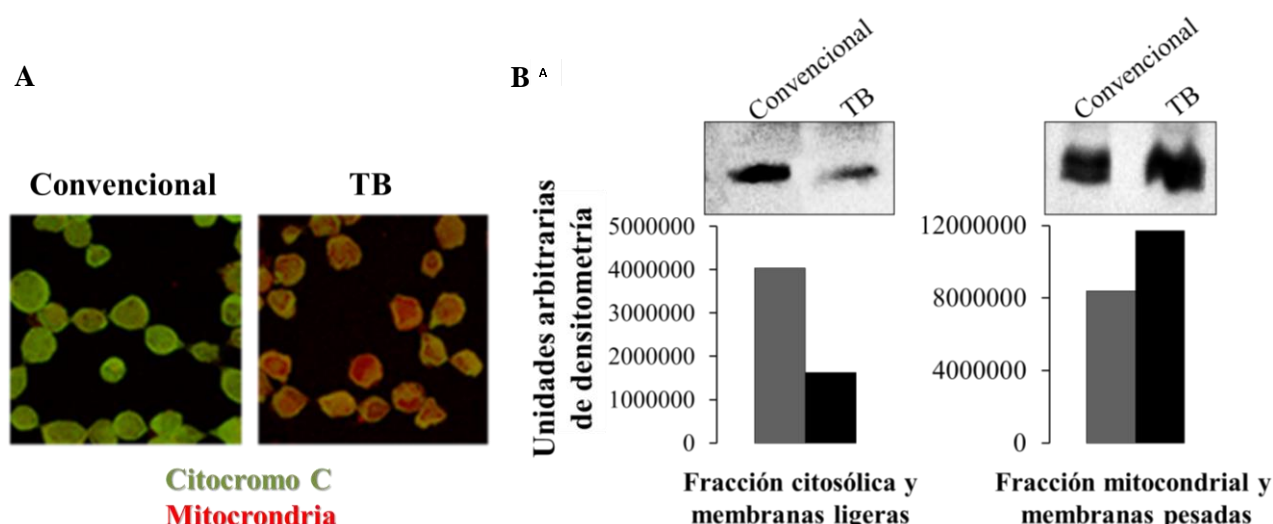 A
B A
Convencional
TB
Citocromo C
Mitocrondria
Convencional
TB
Convencional
TB
Unidades arbitrarias
de densitometría
5000000
4000000
3000000
2000000
1000000
0
Fracción citosólica y
membranas ligeras
12000000
8000000
4000000
0
Fracción mitocondrial y
membranas pesadas